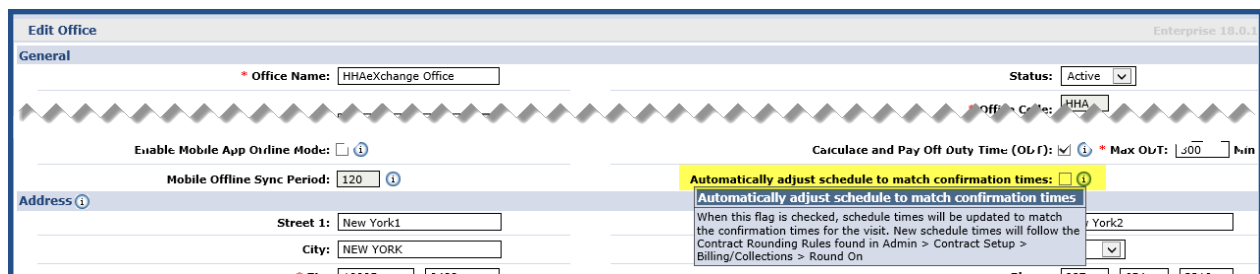 Edit Office
Enterprise 18.0.1
General
* Office Name: HHAeXchange Office
Status: Active
* Office Code: HHA
Enable Mobile App Offline Mode:
Calculate and Pay Off Duty Time (ODT): * Max ODT: 300 Min
Mobile Offline Sync Period: 120
Automatically adjust schedule to match confirmation times:
Address
Automatically adjust schedule to match confirmation times
Street 1: New York1
When this flag is checked, schedule times will be updated to match
the confirmation times for the visit. New schedule times will follow the
Contract Rounding Rules found in Admin > Contract Setup >
Billing/Collections > Round On
York2
City: NEW YORK